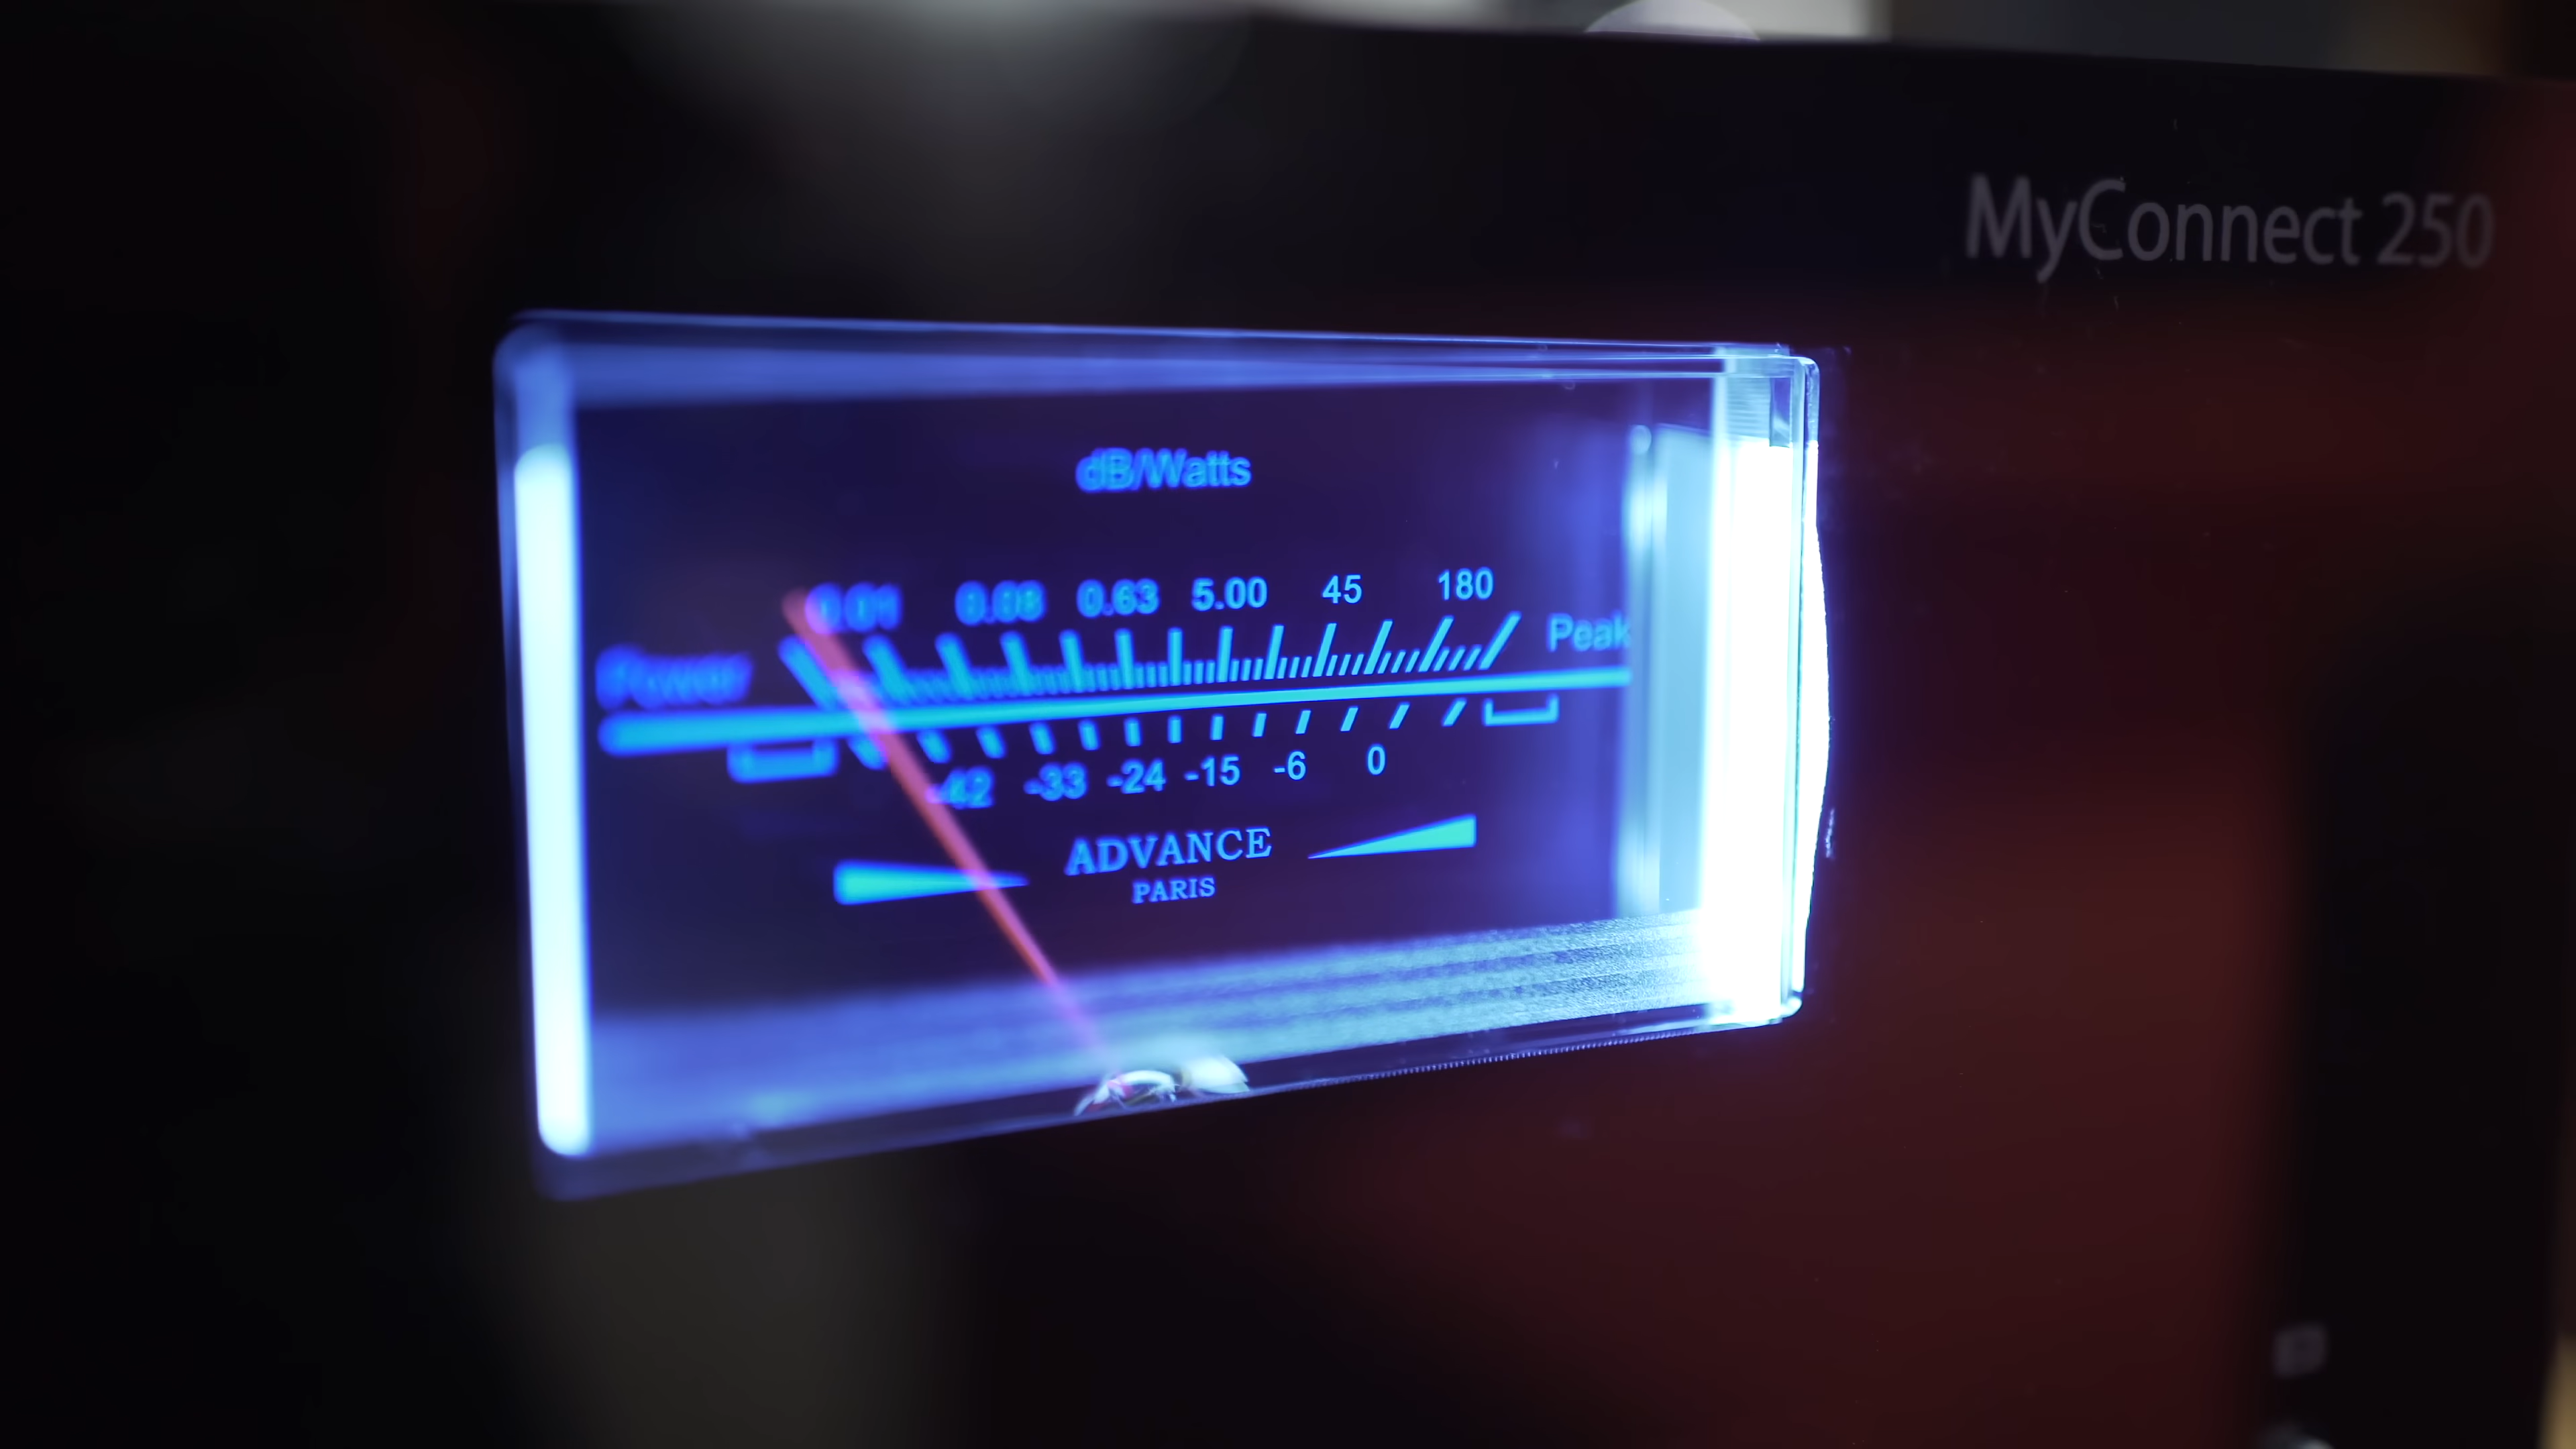 MyConnect 250
dB/Watts
0.01 0.08 0.63 5.00 45 180
Power Peak
-42 -33 -24 -15 -6 0
ADVANCE
PARIS